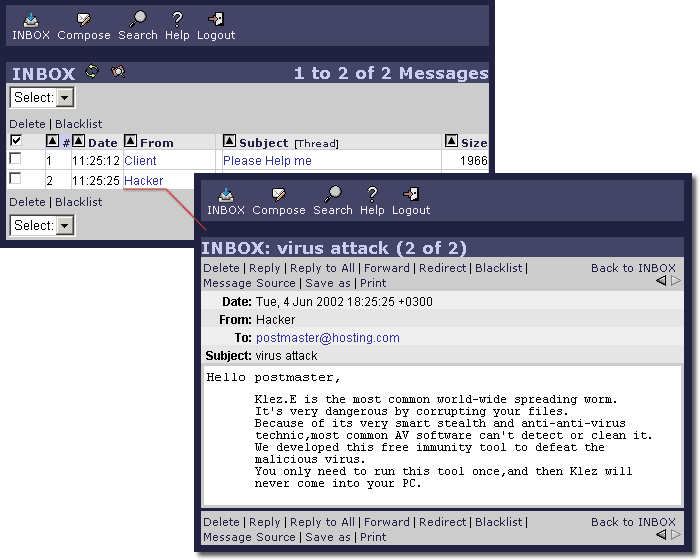 INBOX Compose Search Help Logout
INBOX 1 to 2 of 2 Messages
Select:
Delete | Blacklist
# Date From Subject [Thread] Size
1 11:25:12 Client Please Help me 1966
2 11:25:25 Hacker
Delete | Blacklist
Select:
INBOX Compose Search Help Logout
INBOX: virus attack (2 of 2)
Delete | Reply | Reply to All | Forward | Redirect | Blacklist | Back to INBOX
Message Source | Save as | Print
Date: Tue, 4 Jun 2002 18:25:25 +0300
From: Hacker
To: postmaster@hosting.com
Subject: virus attack
Hello postmaster,
Klez.E is the most common world-wide spreading worm.
It's very dangerous by corrupting your files.
Because of its very smart stealth and anti-anti-virus
technic,most common AV software can't detect or clean it.
We developed this free immunity tool to defeat the
malicious virus.
You only need to run this tool once,and then Klez will
never come into your PC.
Delete | Reply | Reply to All | Forward | Redirect | Blacklist | Back to INBOX
Message Source | Save as | Print